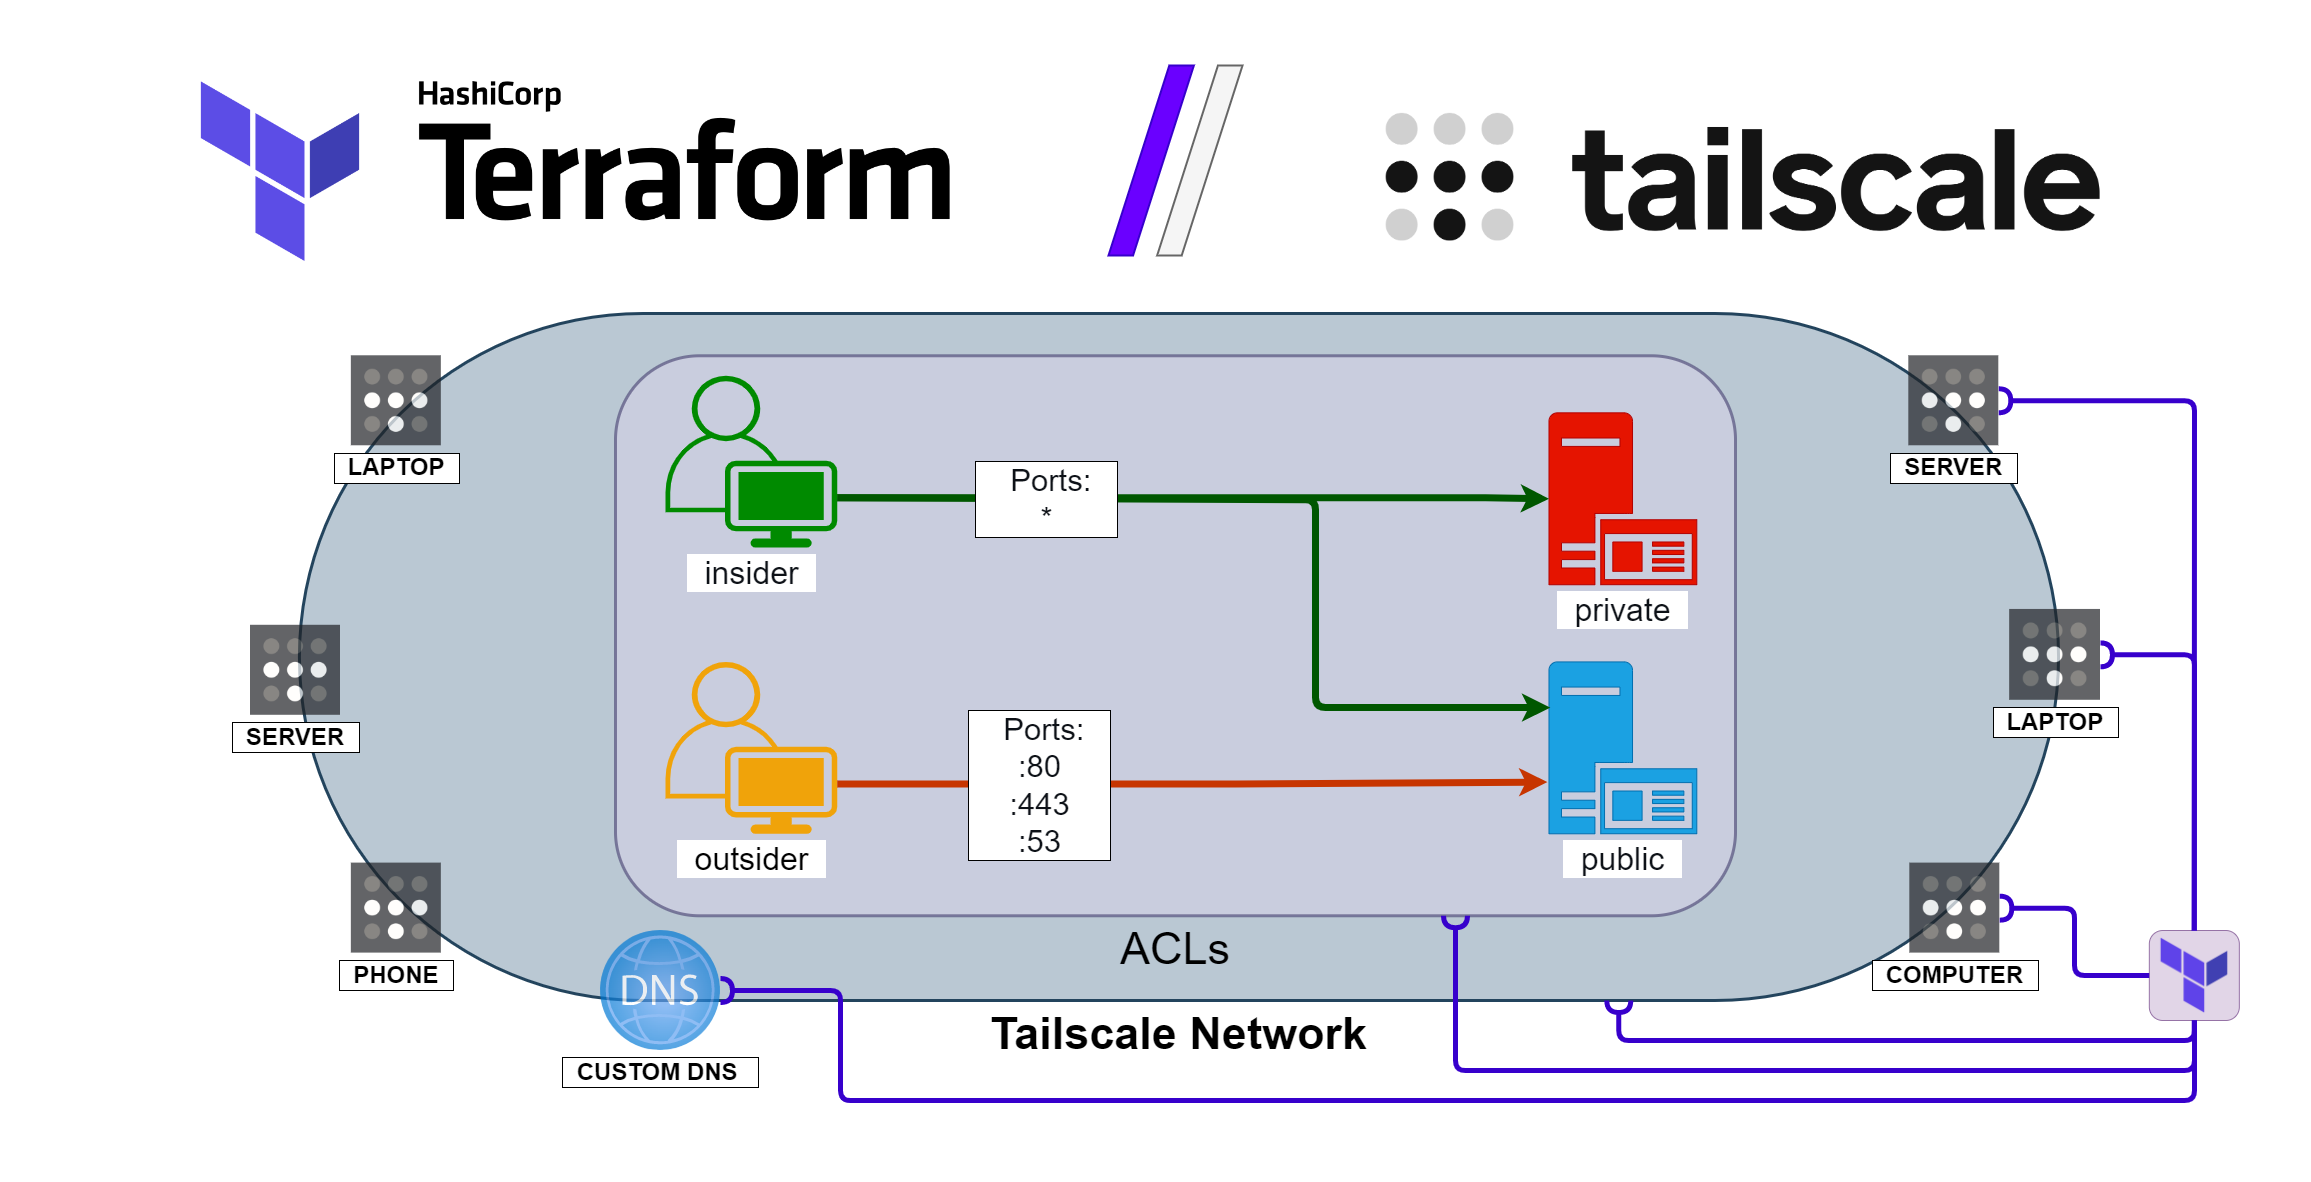 HashiCorp
Terraform
tailscale
LAPTOP
SERVER
PHONE
Ports:
*
insider
private
Ports:
:80
:443
:53
outsider
public
SERVER
LAPTOP
COMPUTER
ACLs
DNS
CUSTOM DNS
Tailscale Network